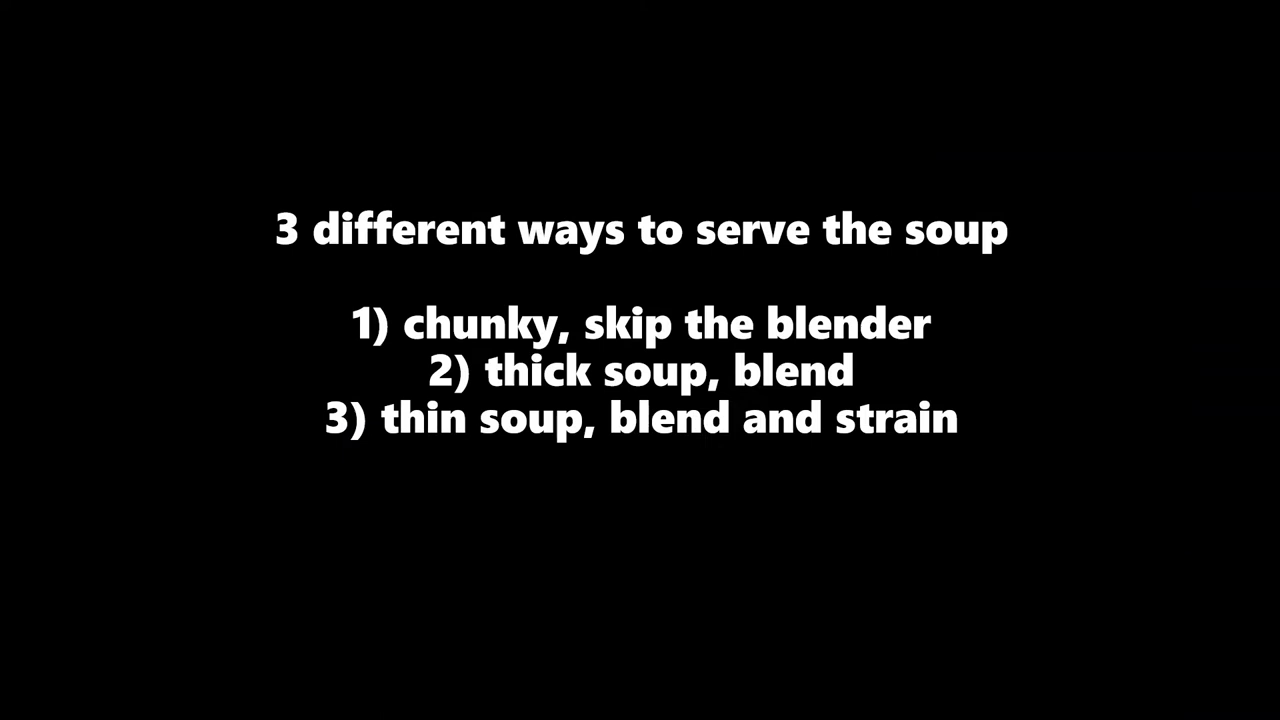 3 different ways to serve the soup
1) chunky, skip the blender
2) thick soup, blend
3) thin soup, blend and strain